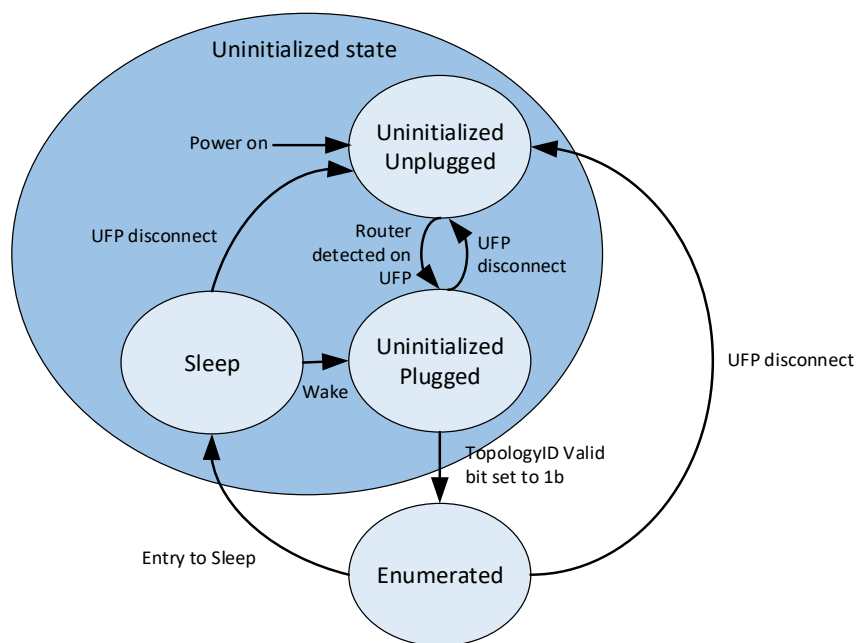 Uninitialized state
Uninitialized
Unplugged
Power on
UFP disconnect
Router
detected on
UFP
UFP
disconnect
Sleep
Wake
Uninitialized
Plugged
UFP disconnect
TopologyID Valid
bit set to 1b
Entry to Sleep
Enumerated